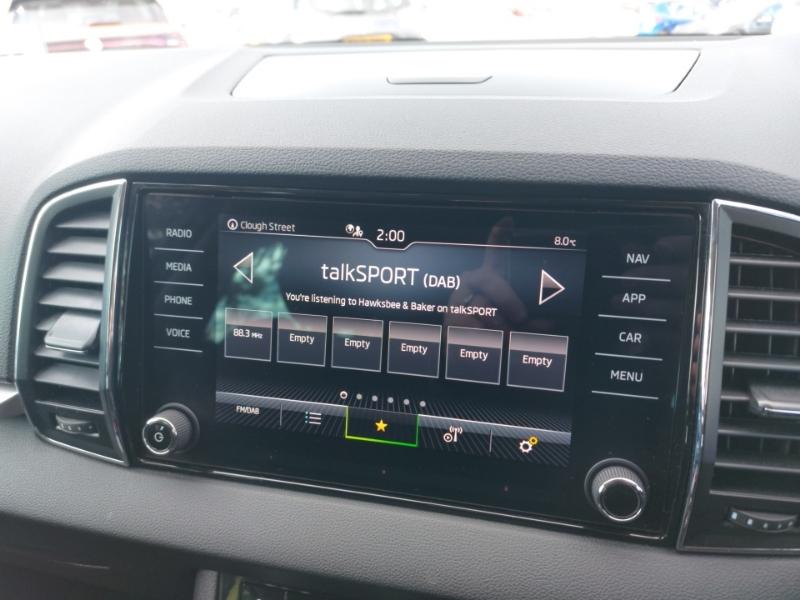 Clough Street
2:00
8.0°C
talkSPORT (DAB)
You're listening to Hawksbee & Baker on talkSPORT
88.3 MHz
Empty
Empty
Empty
Empty
Empty
FM/DAB
RADIO
MEDIA
PHONE
VOICE
NAV
APP
CAR
MENU